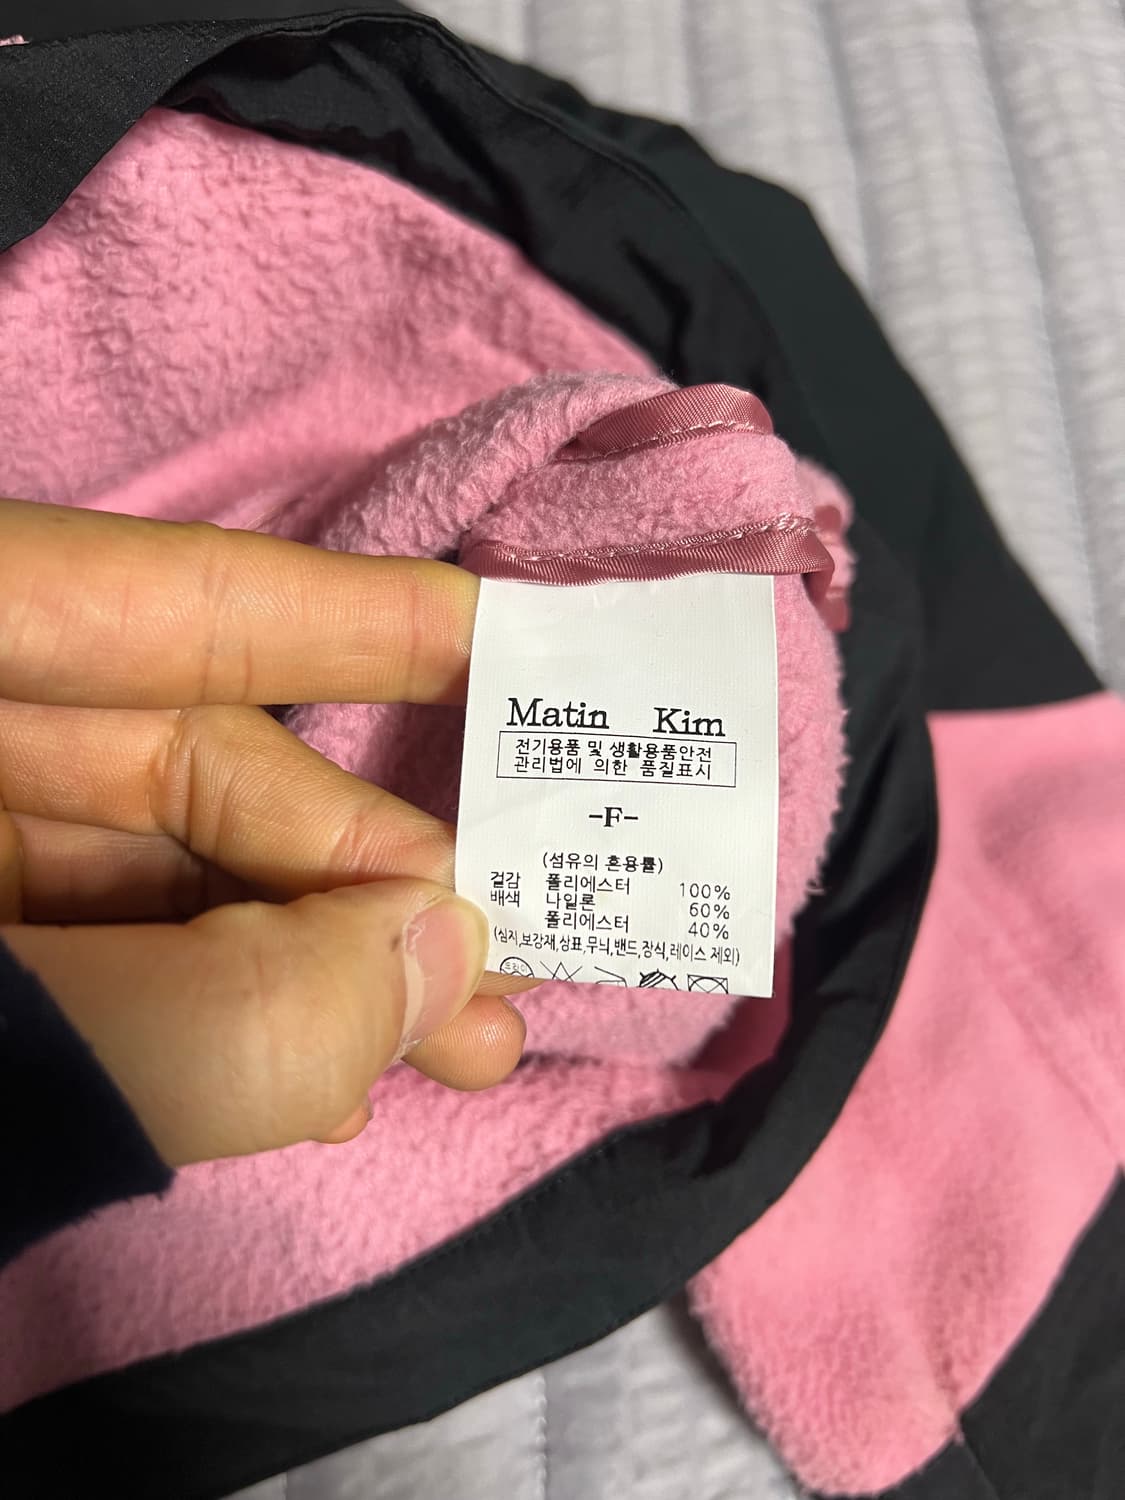 Matin Kim
전기용품 및 생활용품안전
관리법에 의한 품질표시
-F-
(섬유의 혼용률)
겉감 폴리에스터 100%
배색 나일론 60%
폴리에스터 40%
(심지,보강재,상표,무늬,밴드,장식,레이스 제외)
드라이